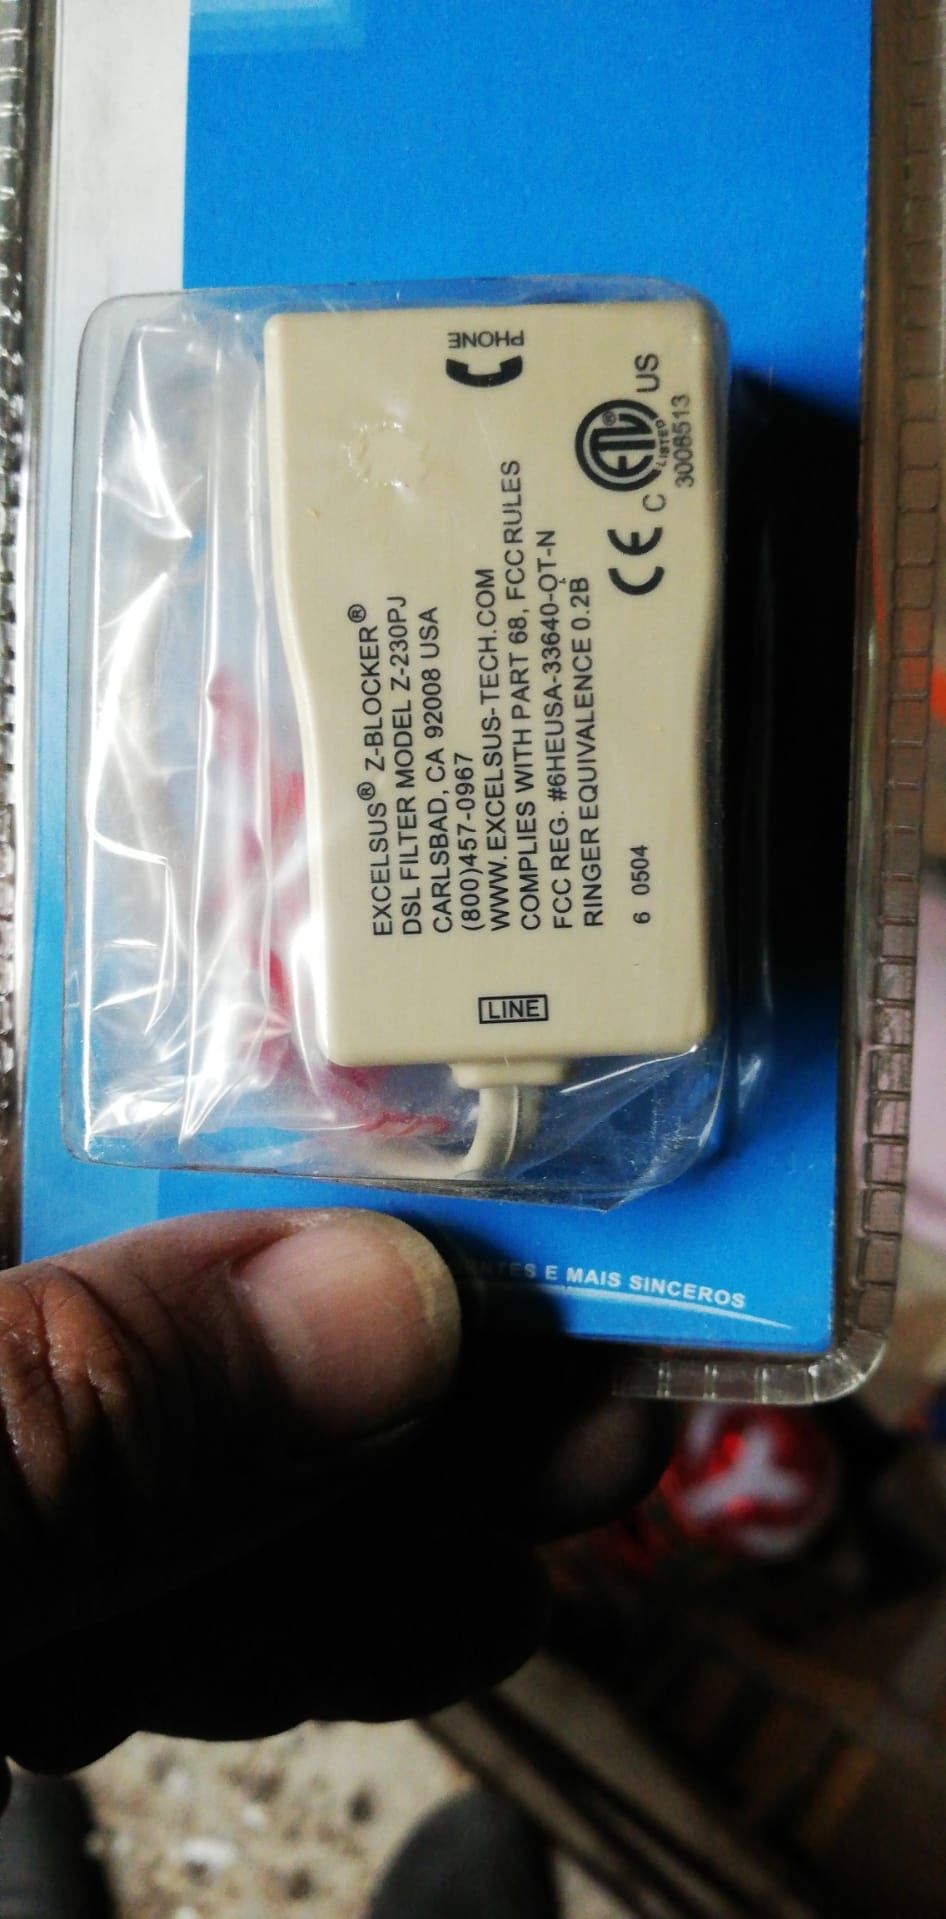 EXCELSUS® Z-BLOCKER®
DSL FILTER MODEL Z-230PJ
CARLSBAD, CA 92008 USA
(800)457-0967
WWW.EXCELSUS-TECH.COM
COMPLIES WITH PART 68, FCC RULES
FCC REG. #6HEUSA-33640-OT-N
RINGER EQUIVALENCE 0.2B
6 0504
LINE
PHONE
CE
C ETL US
LISTED
3008513
E MAIS SINCEROS